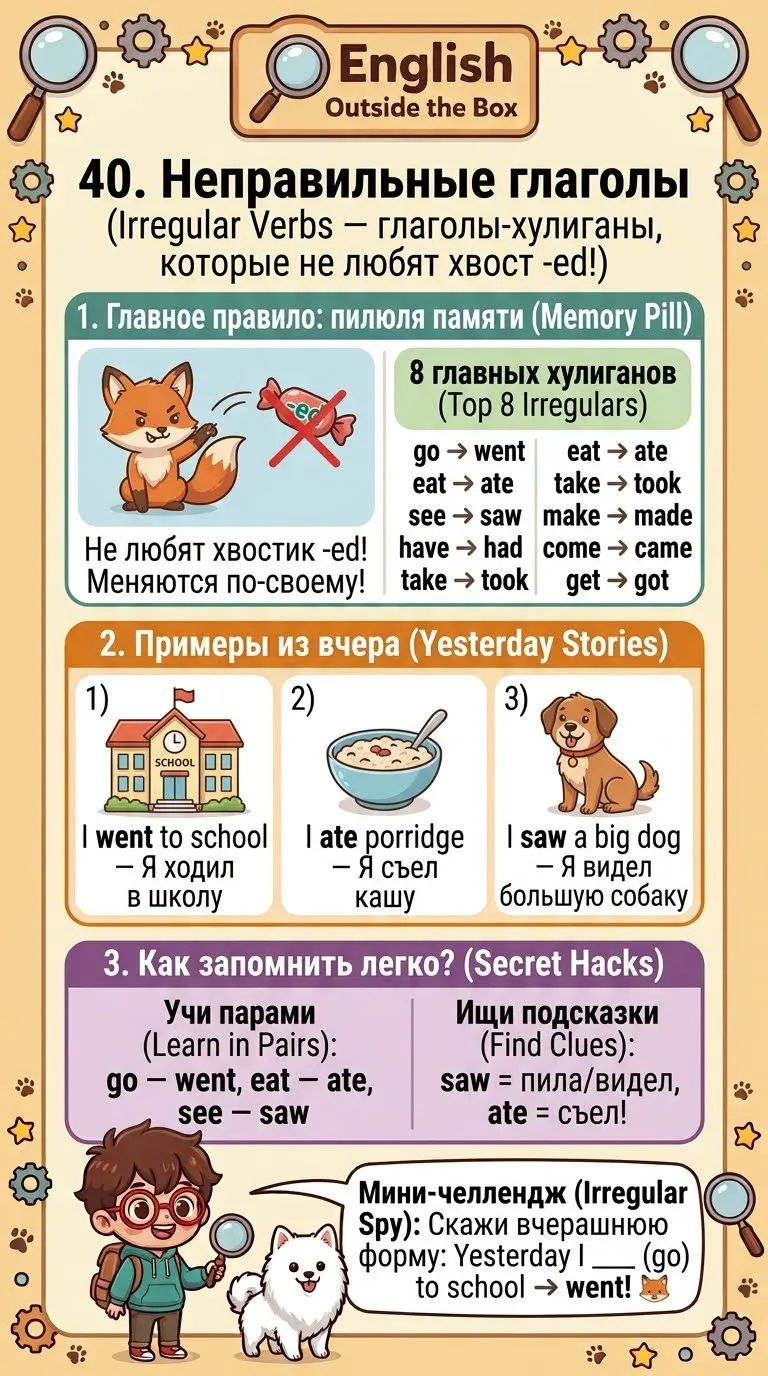 English
Outside the Box
40. Неправильные глаголы
(Irregular Verbs — глаголы-хулиганы,
которые не любят хвост -ed!)
1. Главное правило: пилюля памяти (Memory Pill)
-ed
Не любят хвостик -ed!
Меняются по-своему!
8 главных хулиганов
(Top 8 Irregulars)
go → went
eat → ate
see → saw
have → had
take → took
eat → ate
take → took
make → made
come → came
get → got
2. Примеры из вчера (Yesterday Stories)
1)
SCHOOL
I went to school
— Я ходил
в школу
2)
I ate porridge
— Я съел
кашу
3)
I saw a big dog
— Я видел
большую собаку
3. Как запомнить легко? (Secret Hacks)
Учи парами
(Learn in Pairs):
go — went, eat — ate,
see — saw
Ищи подсказки
(Find Clues):
saw = пила/видел,
ate = съел!
Мини-челлендж (Irregular
Spy): Скажи вчерашнюю
форму: Yesterday I ___ (go)
to school → went! 🦊